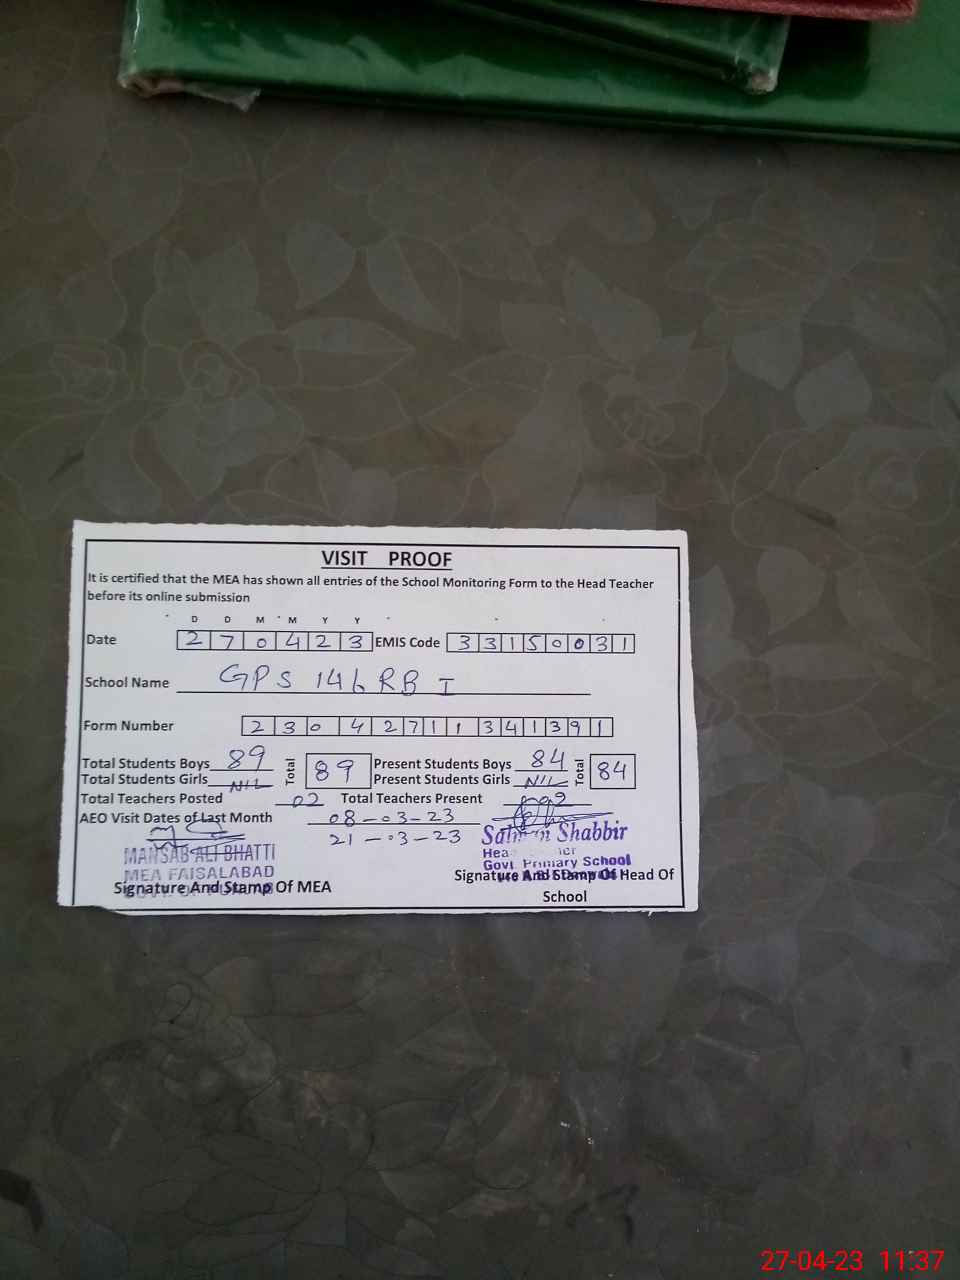 VISIT PROOF
It is certified that the MEA has shown all entries of the School Monitoring Form to the Head Teacher
before its online submission
D D M M Y Y
Date 2 7 0 4 2 3 EMIS Code 3 3 1 5 0 0 3 1
School Name GPS 146 RB I
Form Number 2 3 0 4 2 7 1 1 3 4 1 3 9 1
Total Students Boys 89 Total 89 Present Students Boys 84 Total 84
Total Students Girls NIL Present Students Girls NIL
Total Teachers Posted 02 Total Teachers Present 02
AEO Visit Dates of Last Month 08-03-23
21-03-23
MANSAB ALI BHATTI
MEA FAISALABAD
Signature And Stamp Of MEA
Salman Shabbir
Govt. Primary School
Signature And Stamp Of Head Of
School
27-04-23 11:37